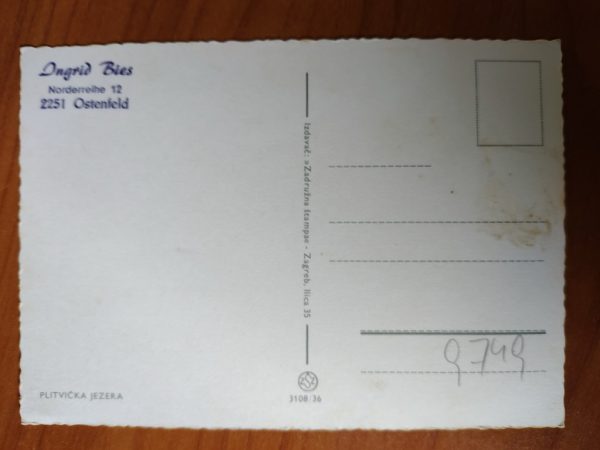 Ingrid Bies
Norderreihe 12
2251 Ostenfeld
Izdavač: »Zadružna štampa« - Zagreb, Ilica 35
9749
PLITVIČKA JEZERA
3108/36